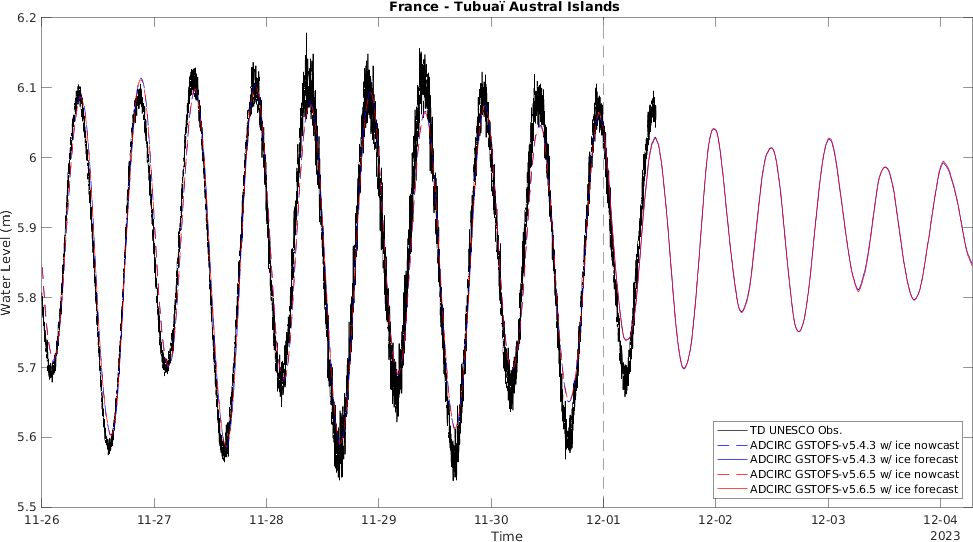 France - Tubuaï Austral Islands
6.2
6.1
6
5.9
5.8
5.7
5.6
5.5
Water Level (m)
TD UNESCO Obs.
ADCIRC GSTOFS-v5.4.3 w/ ice nowcast
ADCIRC GSTOFS-v5.4.3 w/ ice forecast
ADCIRC GSTOFS-v5.6.5 w/ ice nowcast
ADCIRC GSTOFS-v5.6.5 w/ ice forecast
11-26 11-27 11-28 11-29 11-30 12-01 12-02 12-03 12-04
Time 2023